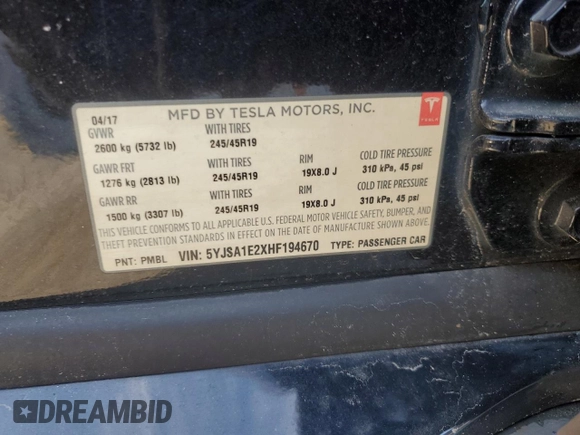 MFD BY TESLA MOTORS, INC.
TESLA
04/17
GVWR WITH TIRES
2600 kg (5732 lb) 245/45R19
GAWR FRT WITH TIRES RIM COLD TIRE PRESSURE
1276 kg (2813 lb) 245/45R19 19X8.0 J 310 kPa, 45 psi
GAWR RR WITH TIRES RIM COLD TIRE PRESSURE
1500 kg (3307 lb) 245/45R19 19X8.0 J 310 kPa, 45 psi
THIS VEHICLE CONFORMS TO ALL APPLICABLE U.S. FEDERAL MOTOR VEHICLE SAFETY, BUMPER, AND
THEFT PREVENTION STANDARDS IN EFFECT ON THE DATE OF MANUFACTURE SHOWN ABOVE.
PNT: PMBL VIN: 5YJSA1E2XHF194670 TYPE: PASSENGER CAR
DREAMBID